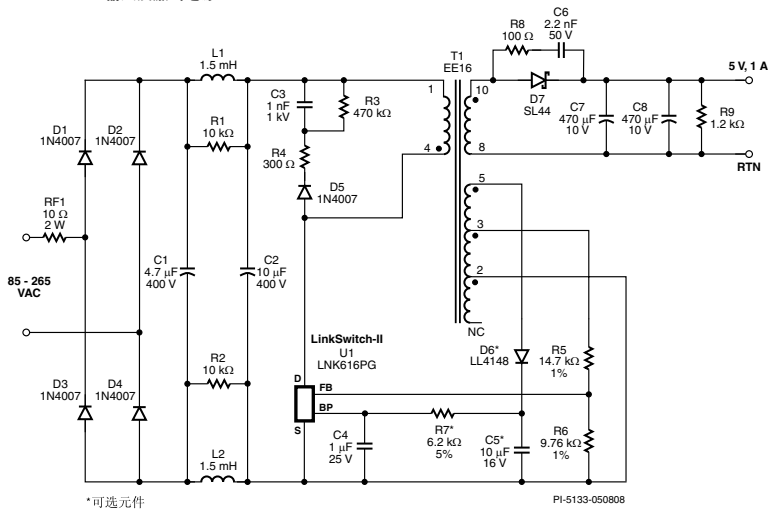 C6
2.2 nF
50 V
R8
100 Ω
L1
1.5 mH
T1
EE16
5 V, 1 A
1
10
D7
SL44
C3
1 nF
1 kV
R3
470 kΩ
C7
470 μF
10 V
C8
470 μF
10 V
R9
1.2 kΩ
D1
1N4007
D2
1N4007
R1
10 kΩ
R4
300 Ω
4
8
RTN
D5
1N4007
5
RF1
10 Ω
2 W
3
85 - 265
VAC
C1
4.7 μF
400 V
C2
10 μF
400 V
2
NC
LinkSwitch-II
U1
LNK616PG
D6*
LL4148
R5
14.7 kΩ
1%
D3
1N4007
D4
1N4007
R2
10 kΩ
D
FB
BP
S
R7*
6.2 kΩ
5%
C4
1 μF
25 V
C5*
10 μF
16 V
R6
9.76 kΩ
1%
L2
1.5 mH
*可选元件
PI-5133-050808